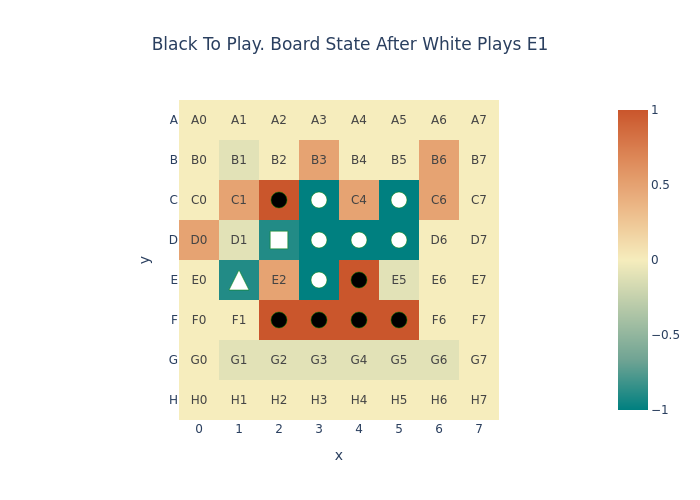 Black To Play. Board State After White Plays E1
A A0 A1 A2 A3 A4 A5 A6 A7
B B0 B1 B2 B3 B4 B5 B6 B7
C C0 C1 C4 C6 C7
D D0 D1 D6 D7
E E0 E2 E5 E6 E7
F F0 F1 F6 F7
G G0 G1 G2 G3 G4 G5 G6 G7
H H0 H1 H2 H3 H4 H5 H6 H7
0 1 2 3 4 5 6 7
x
y
1
0.5
0
−0.5
−1